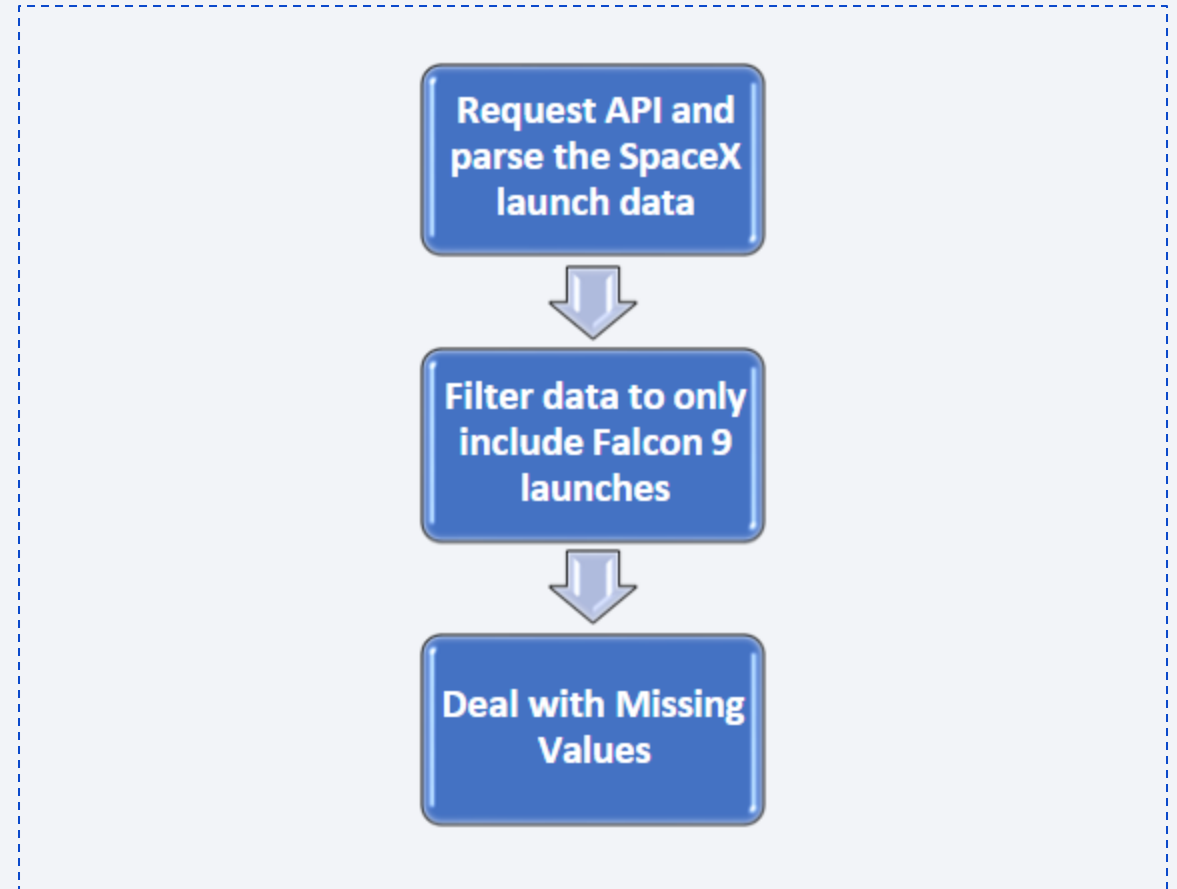 Request API and
parse the SpaceX
launch data
Filter data to only
include Falcon 9
launches
Deal with Missing
Values